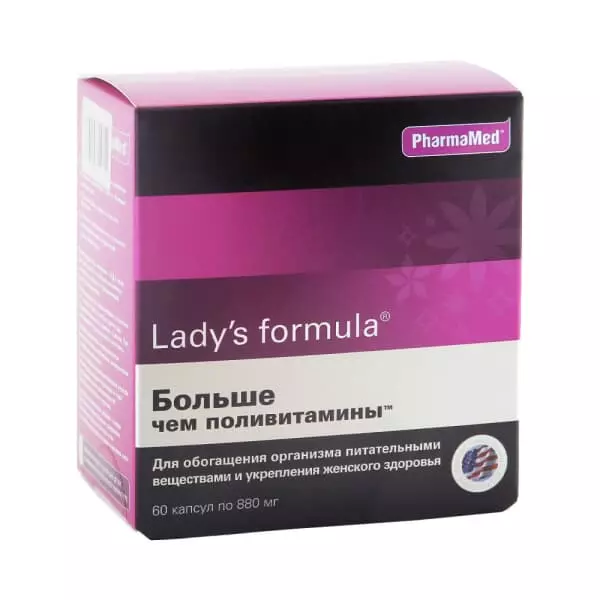 PharmaMed®
Lady's formula®
Больше
чем поливитамины™
Для обогащения организма питательными
веществами и укрепления женского здоровья
60 капсул по 880 мг